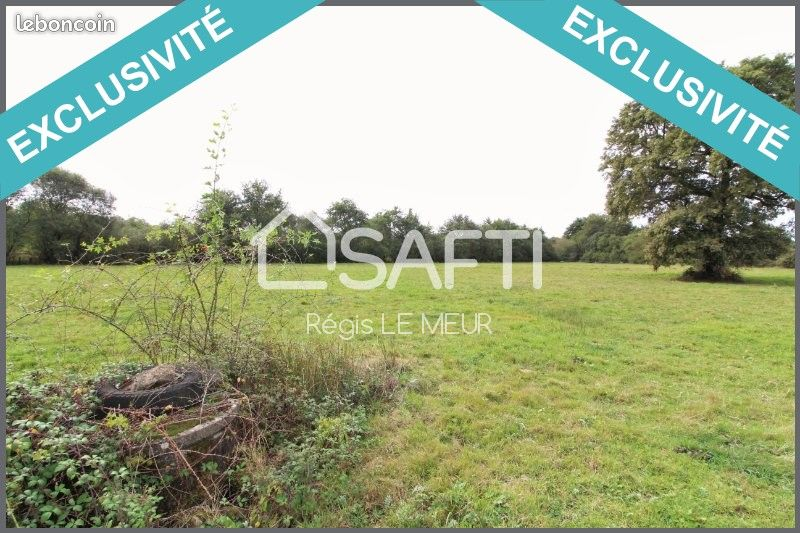 leboncoin
EXCLUSIVITÉ
EXCLUSIVITÉ
SAFTI
Régis LE MEUR